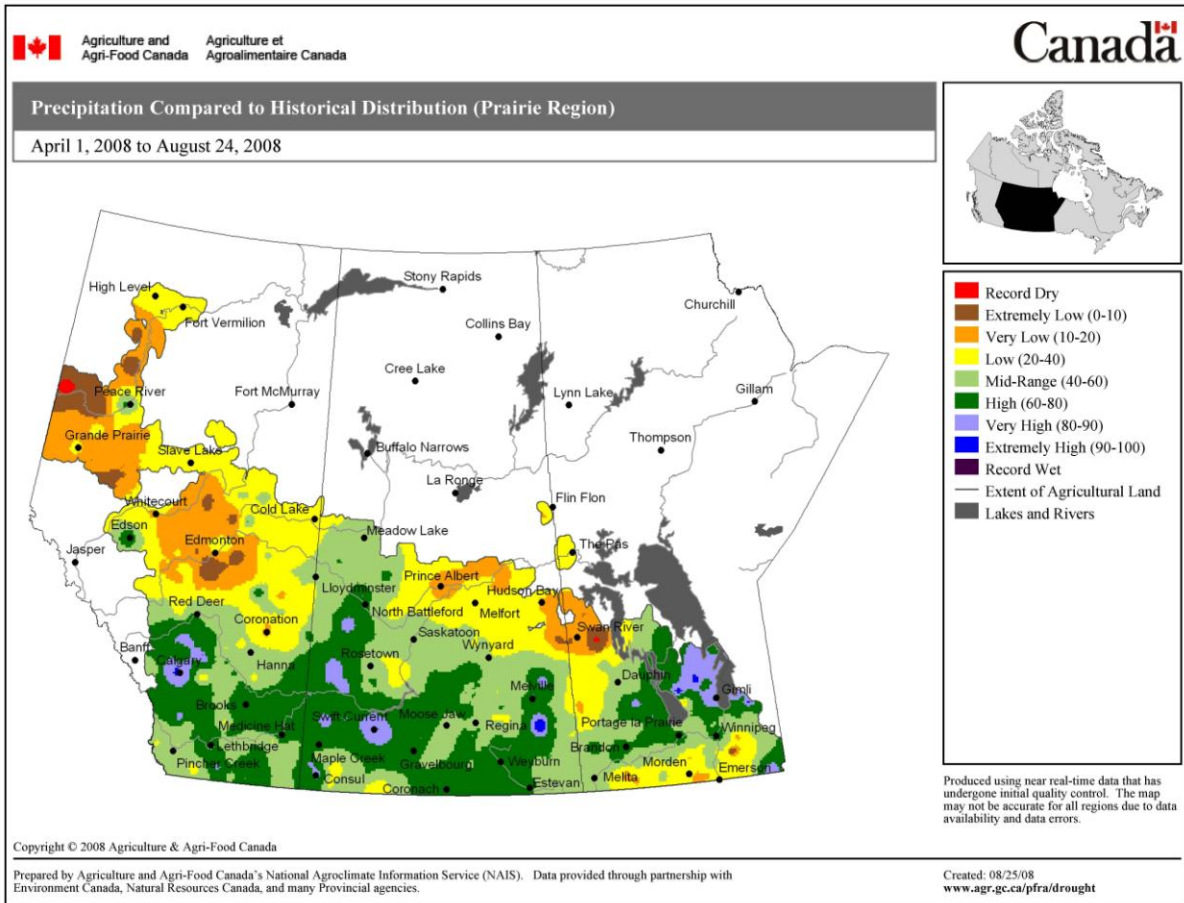 Agriculture and
Agri-Food Canada
Agriculture et
Agroalimentaire Canada
Canada
Precipitation Compared to Historical Distribution (Prairie Region)
April 1, 2008 to August 24, 2008
High Level
Fort Vermilion
Stony Rapids
Churchill
Collins Bay
Peace River
Fort McMurray
Cree Lake
Lynn Lake
Gillam
Grande Prairie
Slave Lake
Buffalo Narrows
Thompson
La Ronge
Whitecourt
Cold Lake
Flin Flon
Edson
Meadow Lake
Jasper
Edmonton
The Pas
Lloydminster
Prince Albert
Hudson Bay
Red Deer
North Battleford
Melfort
Coronation
Saskatoon
Swan River
Banff
Calgary
Hanna
Rosetown
Wynyard
Dauphin
Brooks
Melville
Gimli
Medicine Hat
Swift Current
Moose Jaw
Regina
Portage la Prairie
Winnipeg
Lethbridge
Pincher Creek
Maple Creek
Gravelbourg
Weyburn
Brandon
Consul
Coronach
Estevan
Melita
Morden
Emerson
Record Dry
Extremely Low (0-10)
Very Low (10-20)
Low (20-40)
Mid-Range (40-60)
High (60-80)
Very High (80-90)
Extremely High (90-100)
Record Wet
Extent of Agricultural Land
Lakes and Rivers
Produced using near real-time data that has
undergone initial quality control. The map
may not be accurate for all regions due to data
availability and data errors.
Copyright © 2008 Agriculture & Agri-Food Canada
Prepared by Agriculture and Agri-Food Canada's National Agroclimate Information Service (NAIS). Data provided through partnership with
Environment Canada, Natural Resources Canada, and many Provincial agencies.
Created: 08/25/08
www.agr.gc.ca/pfra/drought